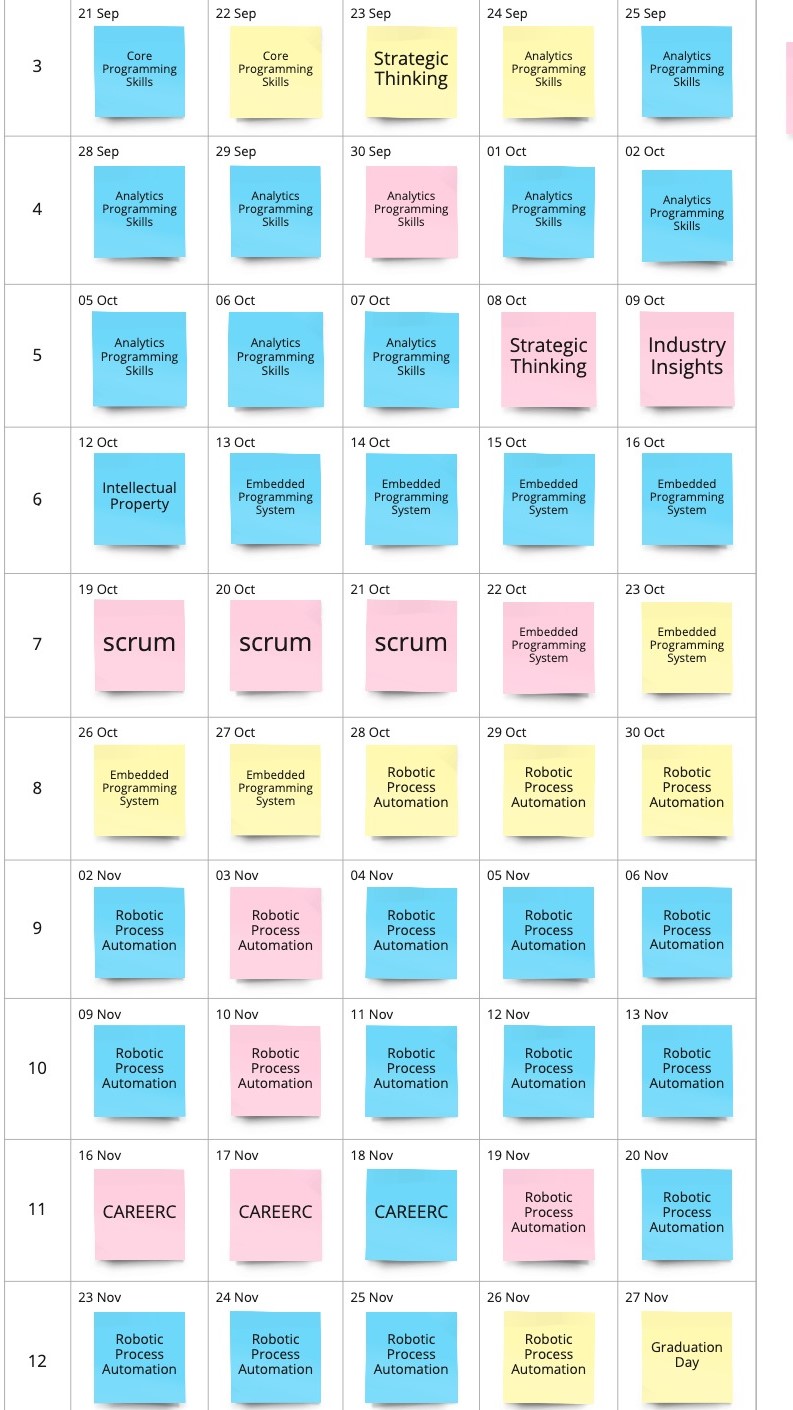 3
21 Sep
Core
Programming
Skills
22 Sep
Core
Programming
Skills
23 Sep
Strategic
Thinking
24 Sep
Analytics
Programming
Skills
25 Sep
Analytics
Programming
Skills
4
28 Sep
Analytics
Programming
Skills
29 Sep
Analytics
Programming
Skills
30 Sep
Analytics
Programming
Skills
01 Oct
Analytics
Programming
Skills
02 Oct
Analytics
Programming
Skills
5
05 Oct
Analytics
Programming
Skills
06 Oct
Analytics
Programming
Skills
07 Oct
Analytics
Programming
Skills
08 Oct
Strategic
Thinking
09 Oct
Industry
Insights
6
12 Oct
Intellectual
Property
13 Oct
Embedded
Programming
System
14 Oct
Embedded
Programming
System
15 Oct
Embedded
Programming
System
16 Oct
Embedded
Programming
System
7
19 Oct
scrum
20 Oct
scrum
21 Oct
scrum
22 Oct
Embedded
Programming
System
23 Oct
Embedded
Programming
System
8
26 Oct
Embedded
Programming
System
27 Oct
Embedded
Programming
System
28 Oct
Robotic
Process
Automation
29 Oct
Robotic
Process
Automation
30 Oct
Robotic
Process
Automation
9
02 Nov
Robotic
Process
Automation
03 Nov
Robotic
Process
Automation
04 Nov
Robotic
Process
Automation
05 Nov
Robotic
Process
Automation
06 Nov
Robotic
Process
Automation
10
09 Nov
Robotic
Process
Automation
10 Nov
Robotic
Process
Automation
11 Nov
Robotic
Process
Automation
12 Nov
Robotic
Process
Automation
13 Nov
Robotic
Process
Automation
11
16 Nov
CAREERC
17 Nov
CAREERC
18 Nov
CAREERC
19 Nov
Robotic
Process
Automation
20 Nov
Robotic
Process
Automation
12
23 Nov
Robotic
Process
Automation
24 Nov
Robotic
Process
Automation
25 Nov
Robotic
Process
Automation
26 Nov
Robotic
Process
Automation
27 Nov
Graduation
Day